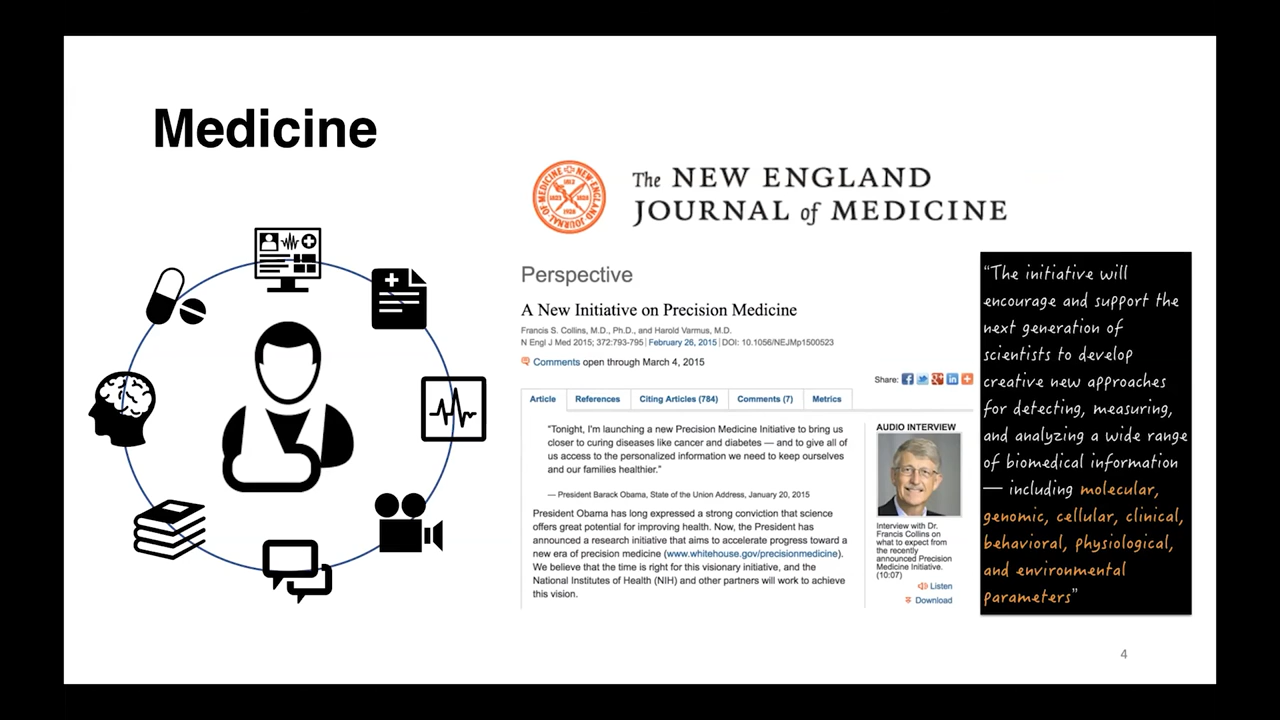 Medicine
The NEW ENGLAND
JOURNAL of MEDICINE
Perspective
A New Initiative on Precision Medicine
Francis S. Collins, M.D., Ph.D., and Harold Varmus, M.D.
N Engl J Med 2015; 372:793-795 | February 26, 2015 | DOI: 10.1056/NEJMp1500523
Comments open through March 4, 2015
Share:
Article References Citing Articles (784) Comments (7) Metrics
"Tonight, I'm launching a new Precision Medicine Initiative to bring us
closer to curing diseases like cancer and diabetes — and to give all of
us access to the personalized information we need to keep ourselves
and our families healthier."
— President Barack Obama, State of the Union Address, January 20, 2015
President Obama has long expressed a strong conviction that science
offers great potential for improving health. Now, the President has
announced a research initiative that aims to accelerate progress toward a
new era of precision medicine (www.whitehouse.gov/precisionmedicine).
We believe that the time is right for this visionary initiative, and the
National Institutes of Health (NIH) and other partners will work to achieve
this vision.
AUDIO INTERVIEW
Interview with Dr.
Francis Collins on
what to expect from
the recently
announced Precision
Medicine Initiative.
(10:07)
Listen
Download
"The initiative will
encourage and support the
next generation of
scientists to develop
creative new approaches
for detecting, measuring,
and analyzing a wide range
of biomedical information
— including molecular,
genomic, cellular, clinical,
behavioral, physiological,
and environmental
parameters"
4